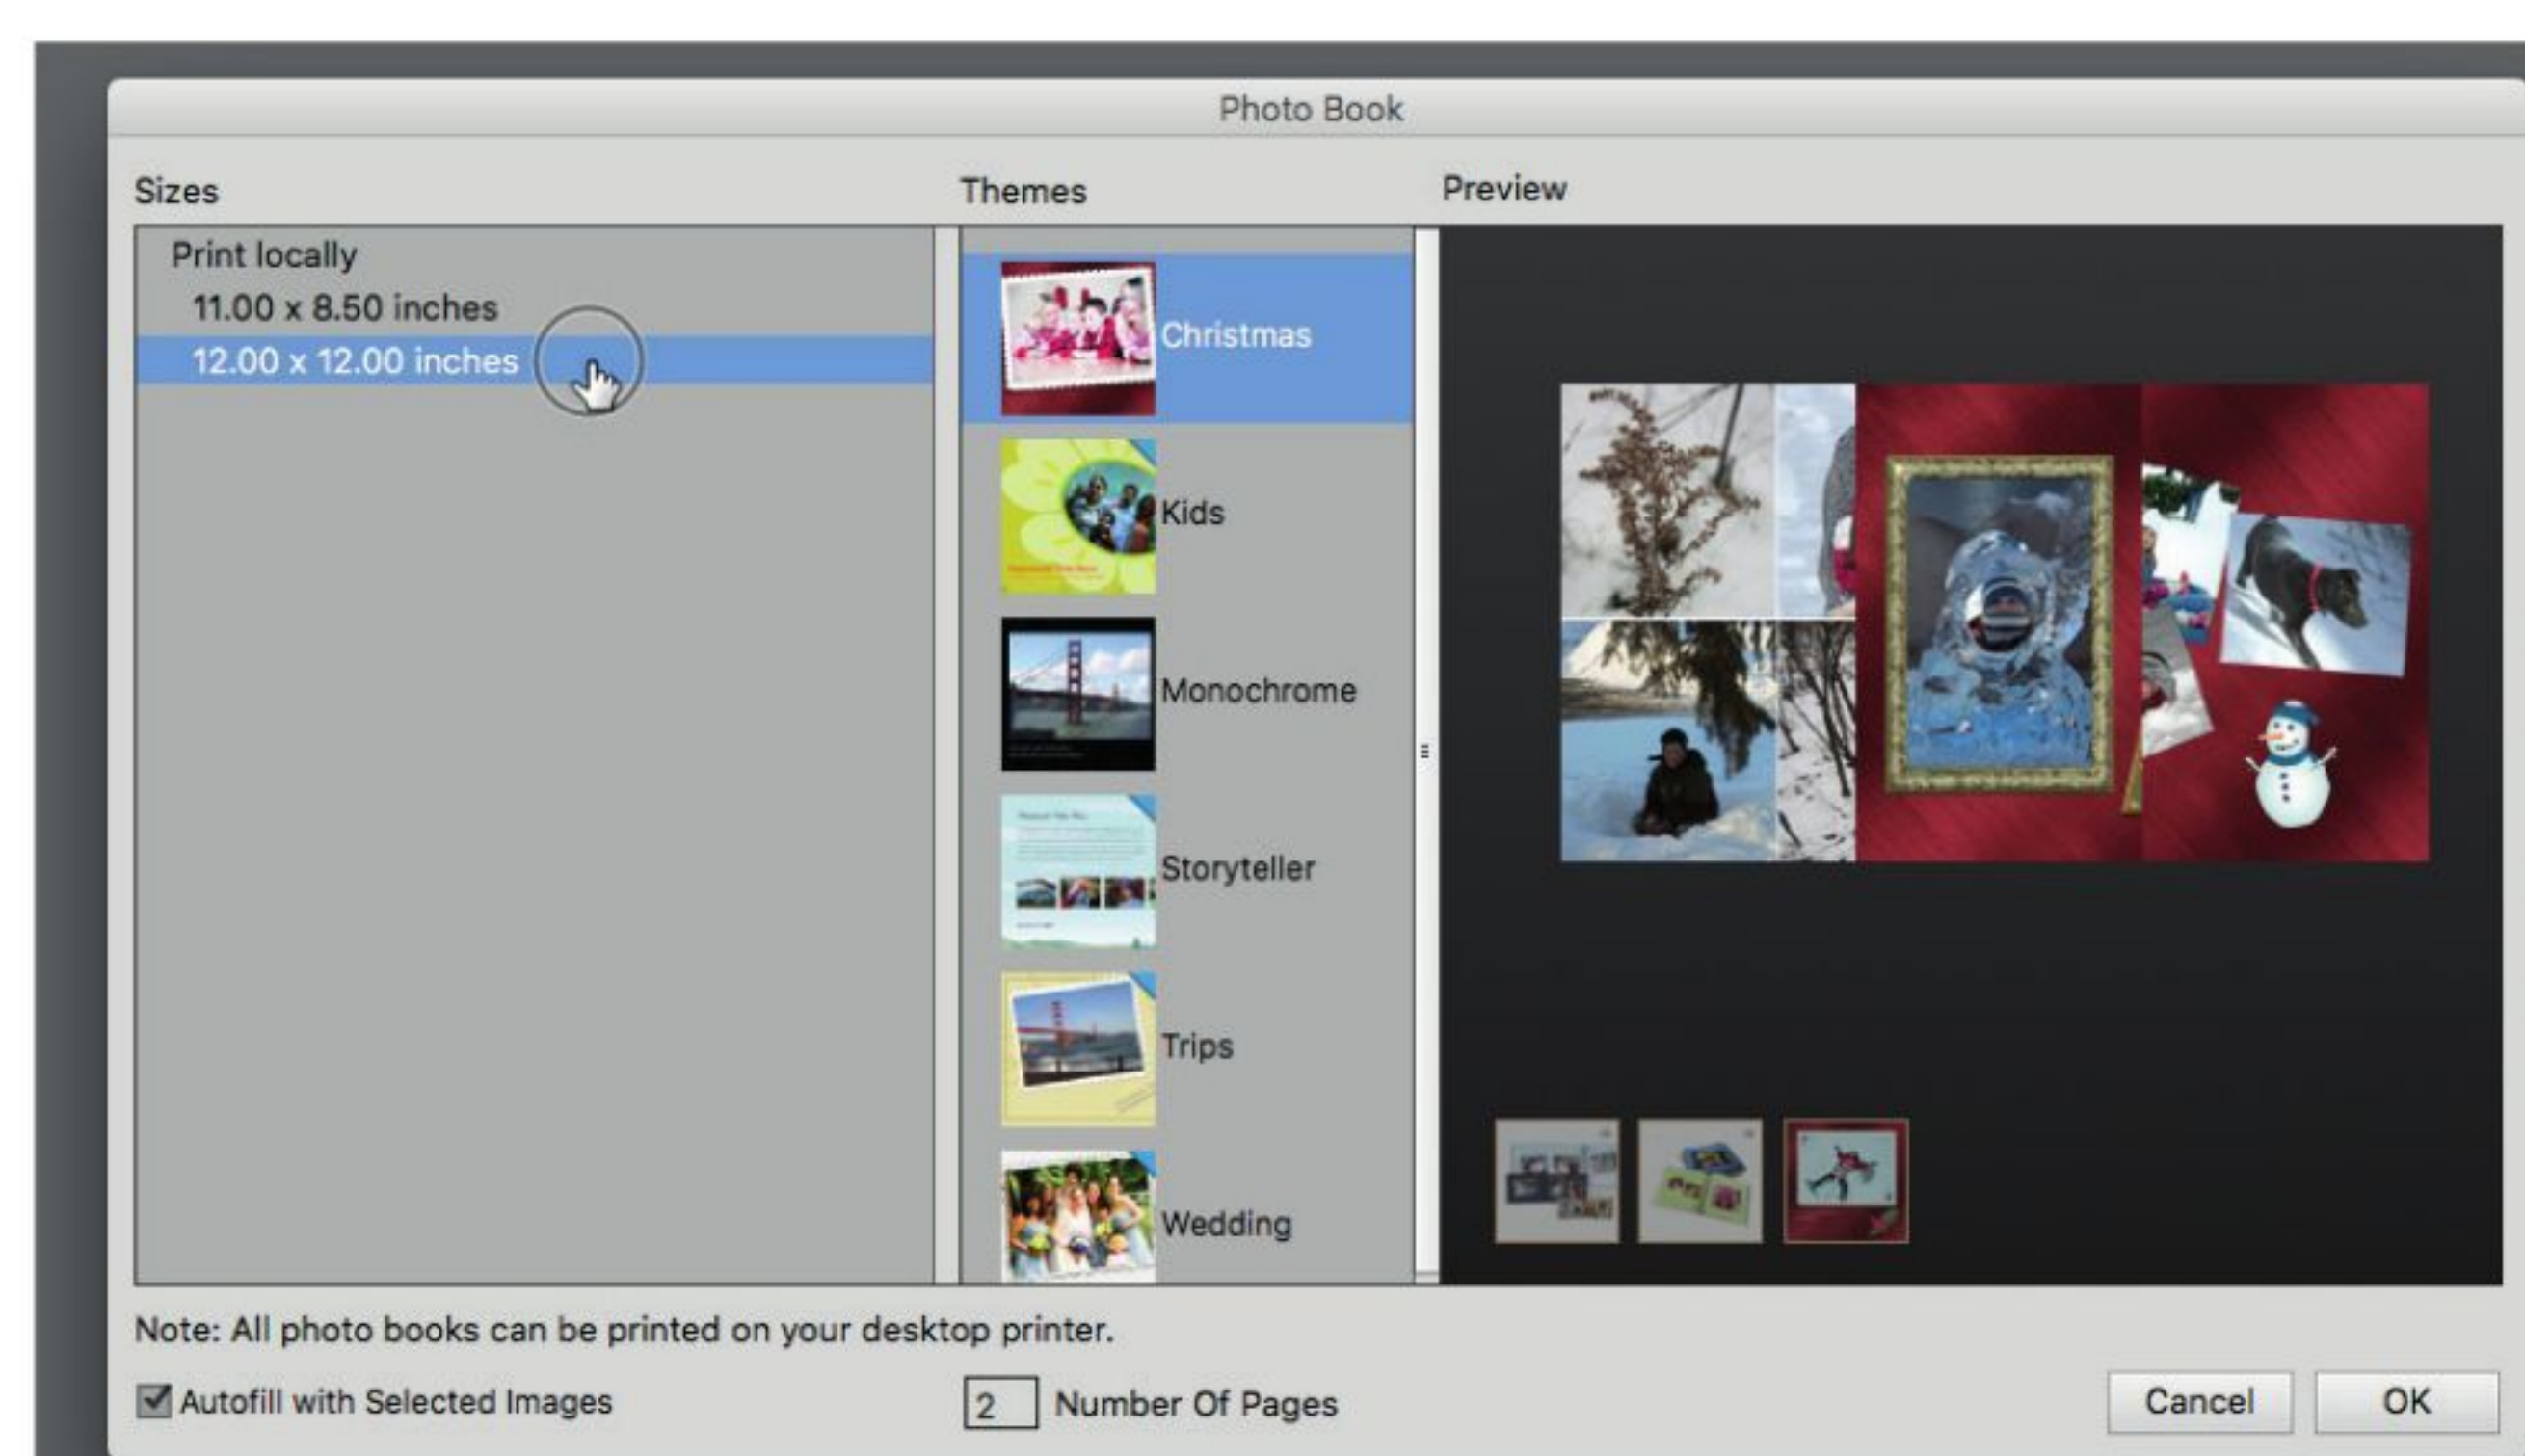 Photo Book
Sizes
Themes
Preview
Print locally
11.00 x 8.50 inches
12.00 x 12.00 inches
Christmas
Kids
Monochrome
Storyteller
Trips
Wedding
Note: All photo books can be printed on your desktop printer.
Autofill with Selected Images
2 Number Of Pages
Cancel
OK